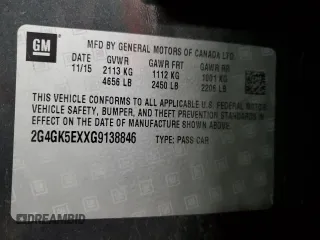 GM
MFD BY GENERAL MOTORS OF CANADA LTD.
DATE GVWR GAWR FRT GAWR RR
11/15 2113 KG 1112 KG 1001 KG
4656 LB 2450 LB 2206 LB
THIS VEHICLE CONFORMS TO ALL APPLICABLE U.S. FEDERAL MOTOR
VEHICLE SAFETY, BUMPER, AND THEFT PREVENTION STANDARDS IN
EFFECT ON THE DATE OF MANUFACTURE SHOWN ABOVE.
2G4GK5EXXG9138846 TYPE: PASS CAR
DREAMBID